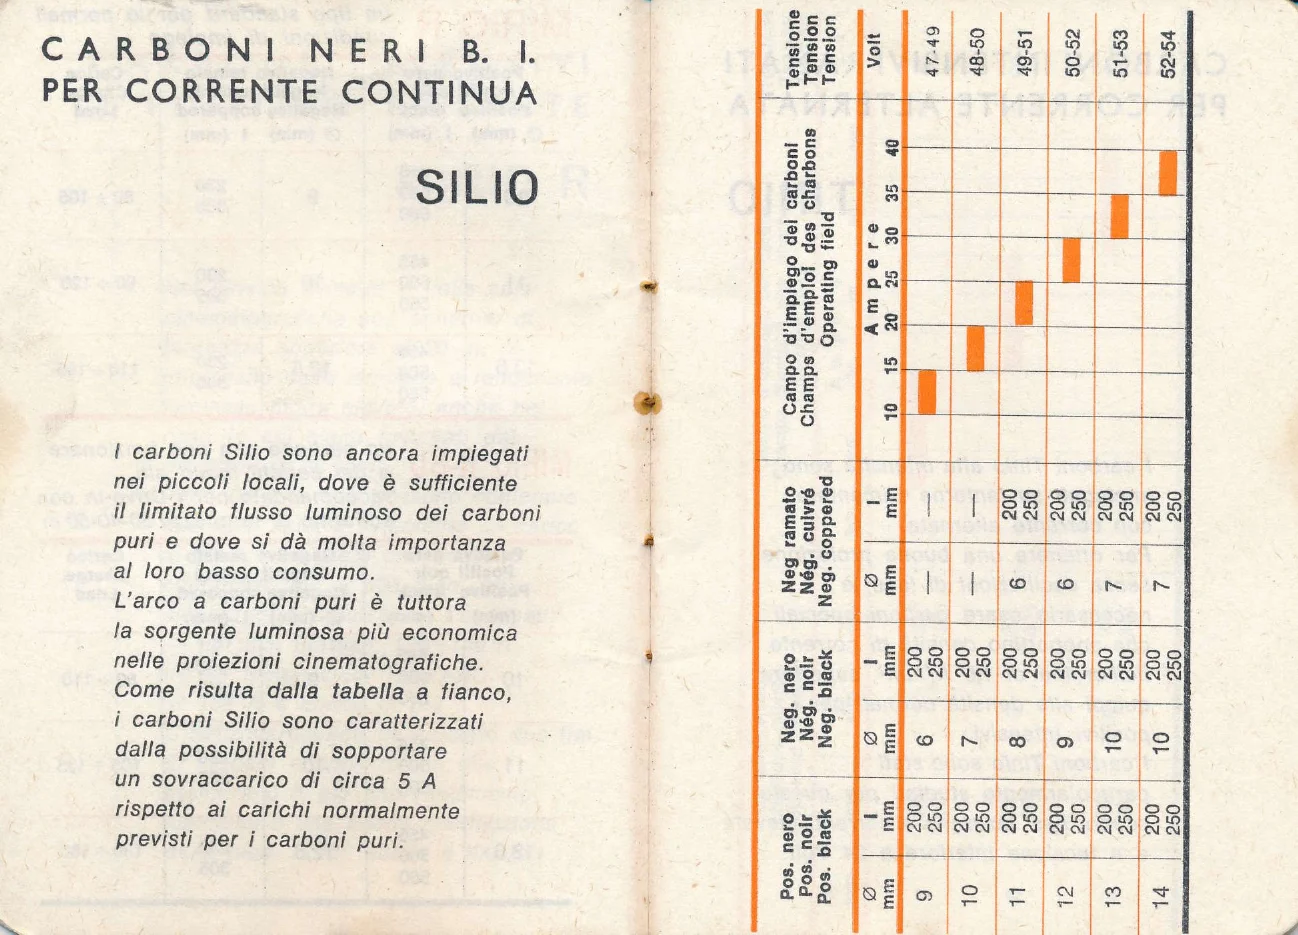 CARBONI NERI B. I.
PER CORRENTE CONTINUA
SILIO
I carboni Silio sono ancora impiegati
nei piccoli locali, dove è sufficiente
il limitato flusso luminoso dei carboni
puri e dove si dà molta importanza
al loro basso consumo.
L'arco a carboni puri è tuttora
la sorgente luminosa più economica
nelle proiezioni cinematografiche.
Come risulta dalla tabella a fianco,
i carboni Silio sono caratterizzati
dalla possibilità di sopportare
un sovraccarico di circa 5 A
rispetto ai carichi normalmente
previsti per i carboni puri.
Pos. nero Neg. nero Neg ramato Campo d'impiego dei carboni Tensione
Pos. noir Nég. noir Nég. cuivré Champs d'emploi des charbons Tension
Pos. black Neg. black Neg. coppered Operating field Tension
Ø l Ø l Ø l Ampere Volt
mm mm mm mm mm mm 10 15 20 25 30 35 40
9 200 6 200 — — 47-49
250 250
10 200 7 200 — — 48-50
250 250
11 200 8 200 6 200 49-51
250 250 250
12 200 9 200 6 200 50-52
250 250 250
13 200 10 200 7 200 51-53
250 250 250
14 200 10 200 7 200 52-54
250 250 250